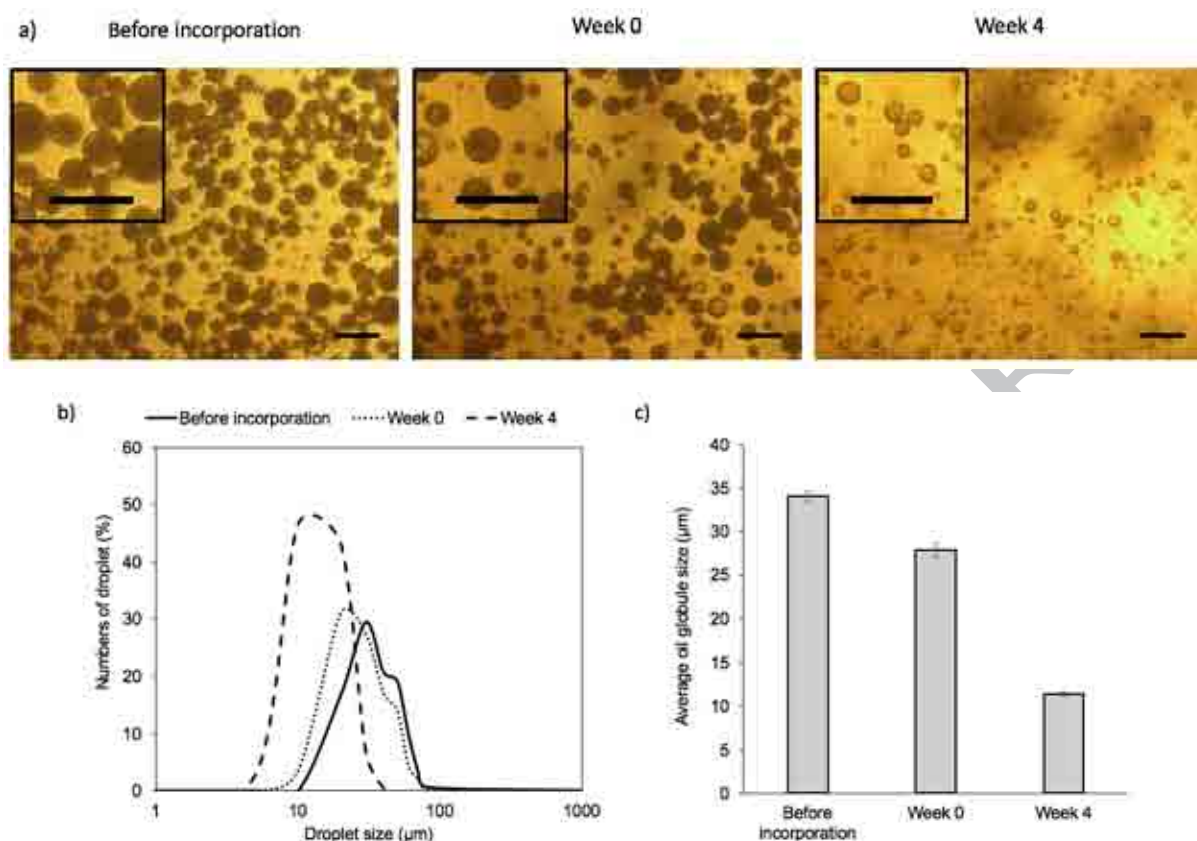 a) Before incorporation Week 0 Week 4
b) Before incorporation Week 0 Week 4
60
50
40
30
20
10
0
Numbers of droplet (%)
1 10 100 1000
Droplet size (µm)
c)
40
35
30
25
20
15
10
5
0
Average oil globule size (µm)
Before incorporation
Week 0
Week 4